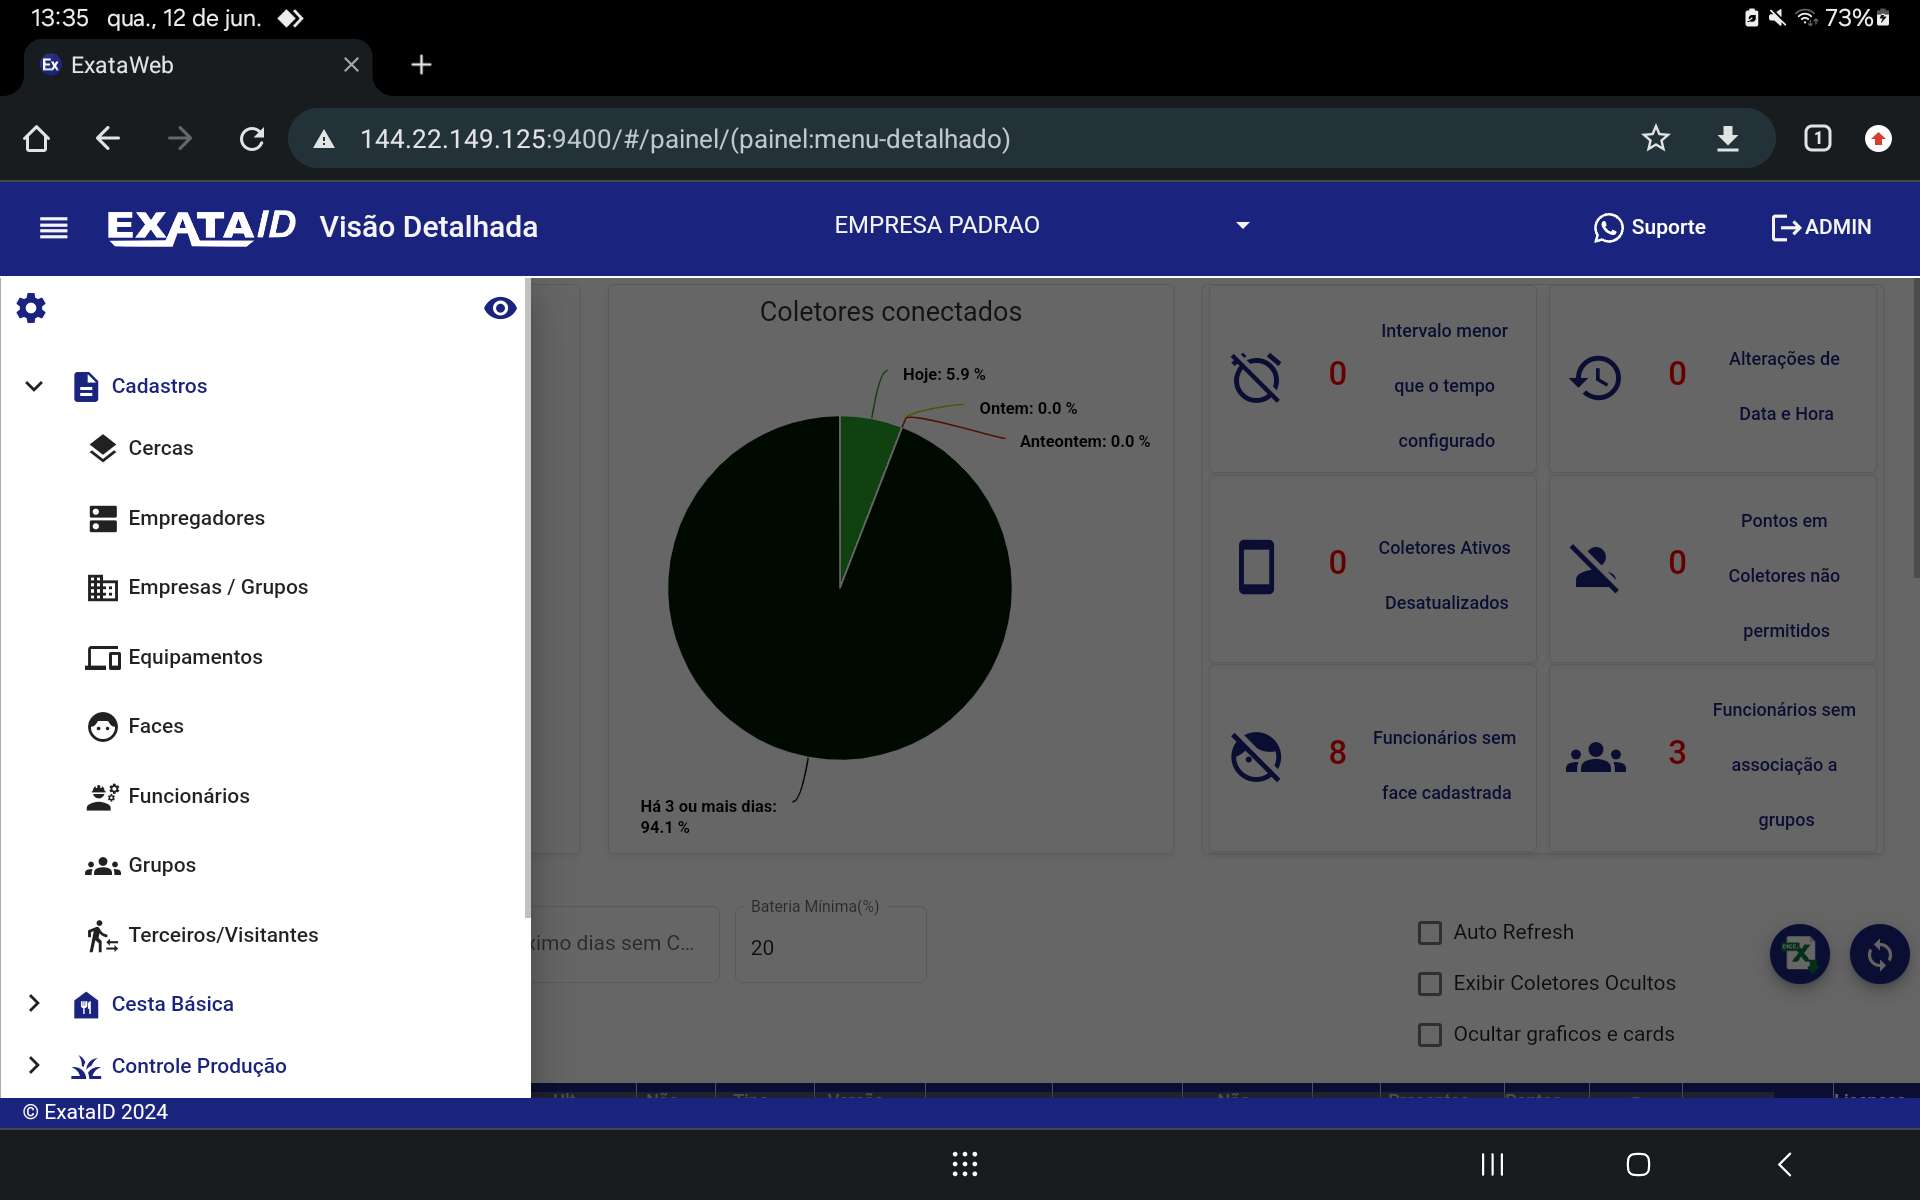 13:35 qua., 12 de jun.
73%
Ex ExataWeb
144.22.149.125:9400/#/painel/(painel:menu-detalhado)
1
EXATAID Visão Detalhada
EMPRESA PADRAO
Suporte
ADMIN
Cadastros
Cercas
Empregadores
Empresas / Grupos
Equipamentos
Faces
Funcionários
Grupos
Terceiros/Visitantes
Cesta Básica
Controle Produção
Coletores conectados
Hoje: 5.9 %
Ontem: 0.0 %
Anteontem: 0.0 %
Há 3 ou mais dias:
94.1 %
0
Intervalo menor
que o tempo
configurado
0
Alterações de
Data e Hora
0
Coletores Ativos
Desatualizados
0
Pontos em
Coletores não
permitidos
8
Funcionários sem
face cadastrada
3
Funcionários sem
associação a
grupos
dias sem C...
Bateria Mínima(%)
20
Auto Refresh
Exibir Coletores Ocultos
Ocultar graficos e cards
© ExataID 2024